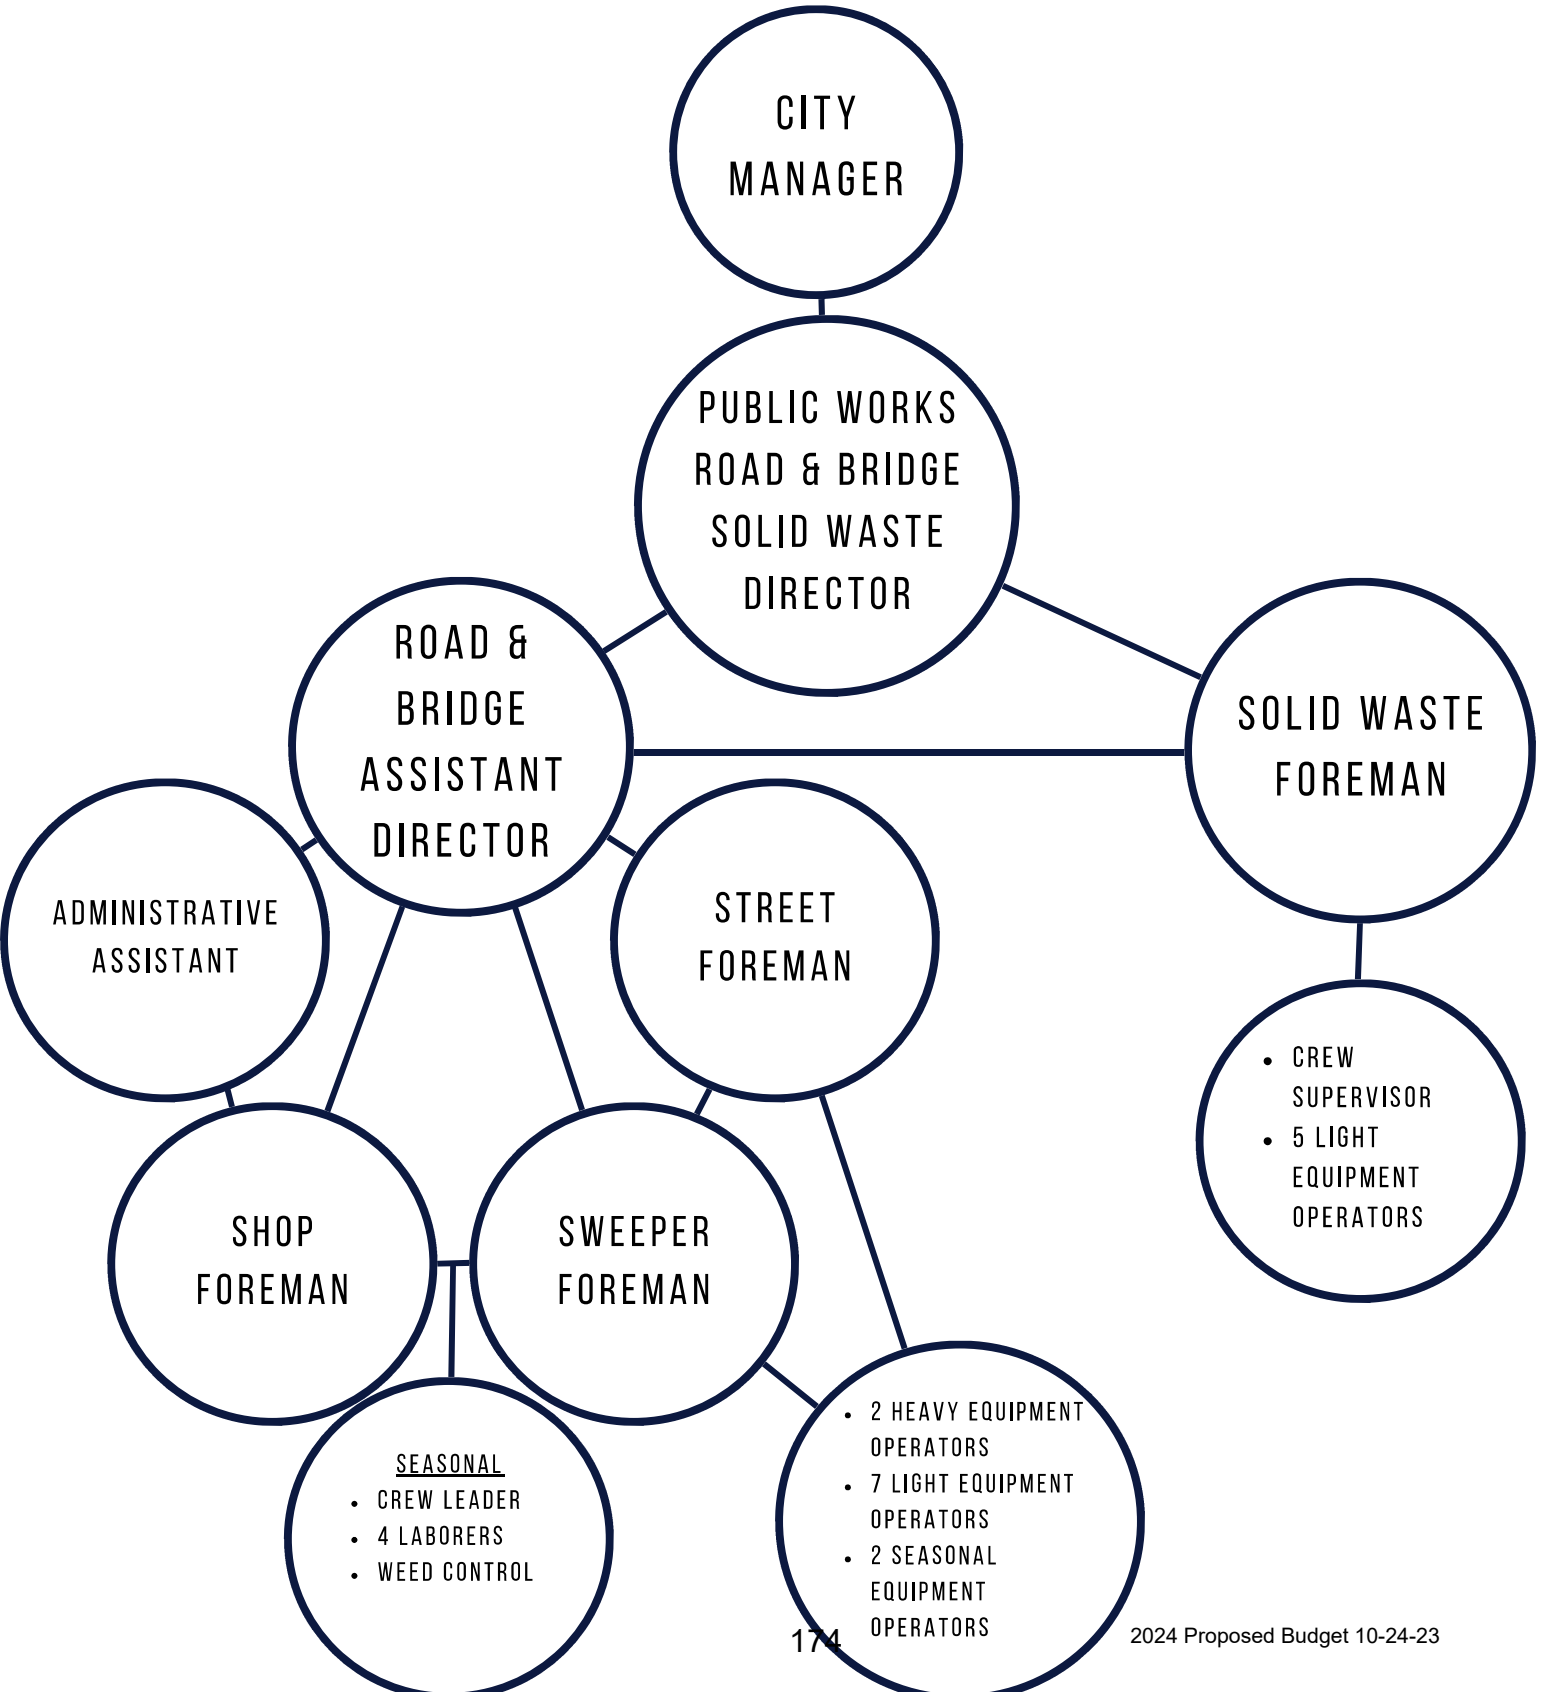 CITY
MANAGER
PUBLIC WORKS
ROAD & BRIDGE
SOLID WASTE
DIRECTOR
ROAD &
BRIDGE
ASSISTANT
DIRECTOR
SOLID WASTE
FOREMAN
ADMINISTRATIVE
ASSISTANT
STREET
FOREMAN
• CREW
SUPERVISOR
• 5 LIGHT
EQUIPMENT
OPERATORS
SHOP
FOREMAN
SWEEPER
FOREMAN
SEASONAL
• CREW LEADER
• 4 LABORERS
• WEED CONTROL
• 2 HEAVY EQUIPMENT
OPERATORS
• 7 LIGHT EQUIPMENT
OPERATORS
• 2 SEASONAL
EQUIPMENT
OPERATORS
174
2024 Proposed Budget 10-24-23